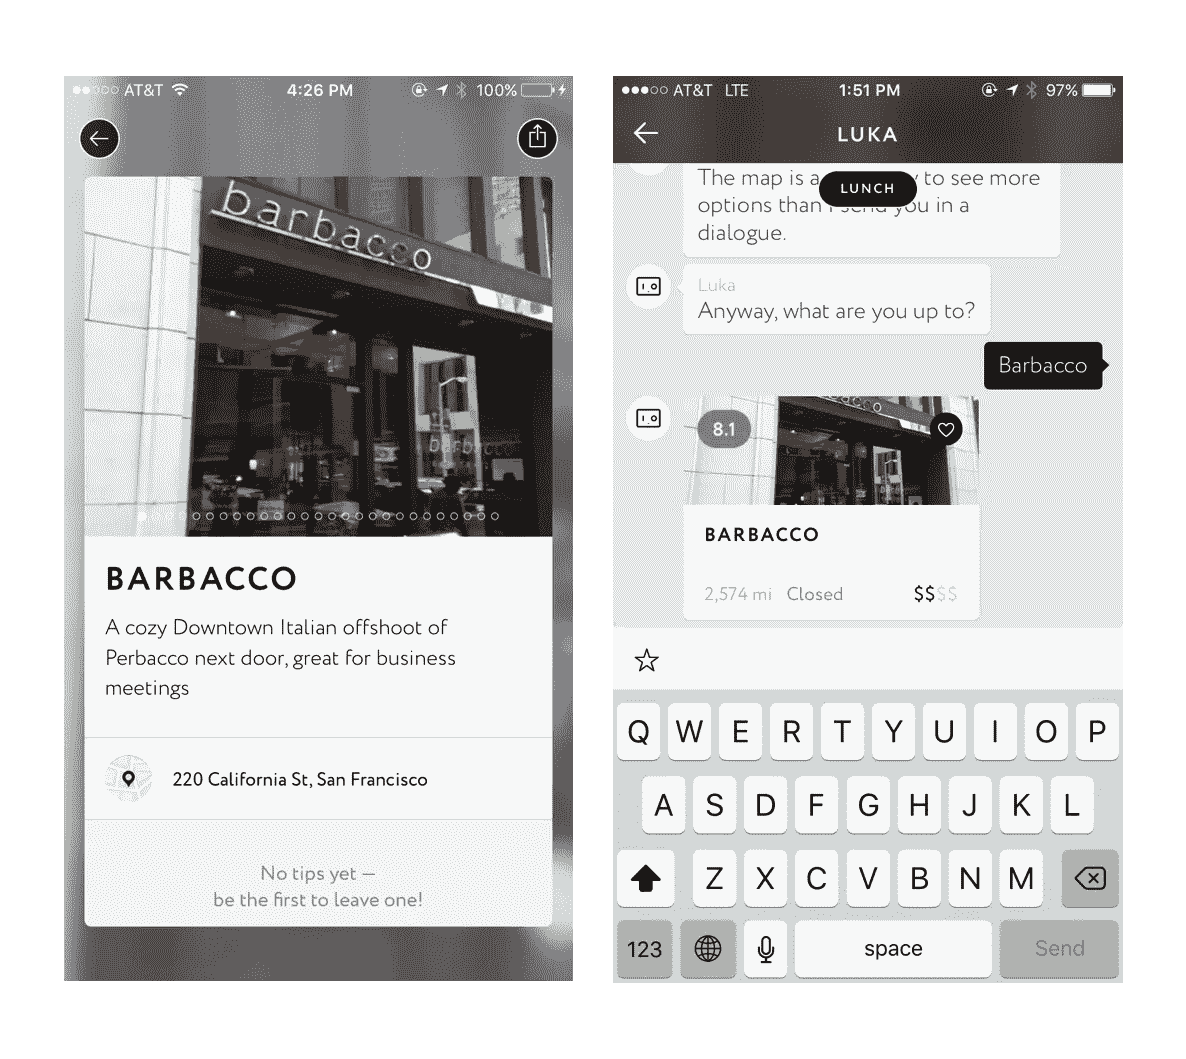 AT&T 4:26 PM 100%
barbacco
barbacco
BARBACCO
A cozy Downtown Italian offshoot of
Perbacco next door, great for business
meetings
220 California St, San Francisco
No tips yet —
be the first to leave one!
AT&T LTE 1:51 PM 97%
LUKA
The map is a y to see more
LUNCH
options than I send you in a
dialogue.
Luka
Anyway, what are you up to?
Barbacco
8.1
BARBACCO
2,574 mi Closed $$$$
Q W E R T Y U I O P
A S D F G H J K L
Z X C V B N M
123 space Send